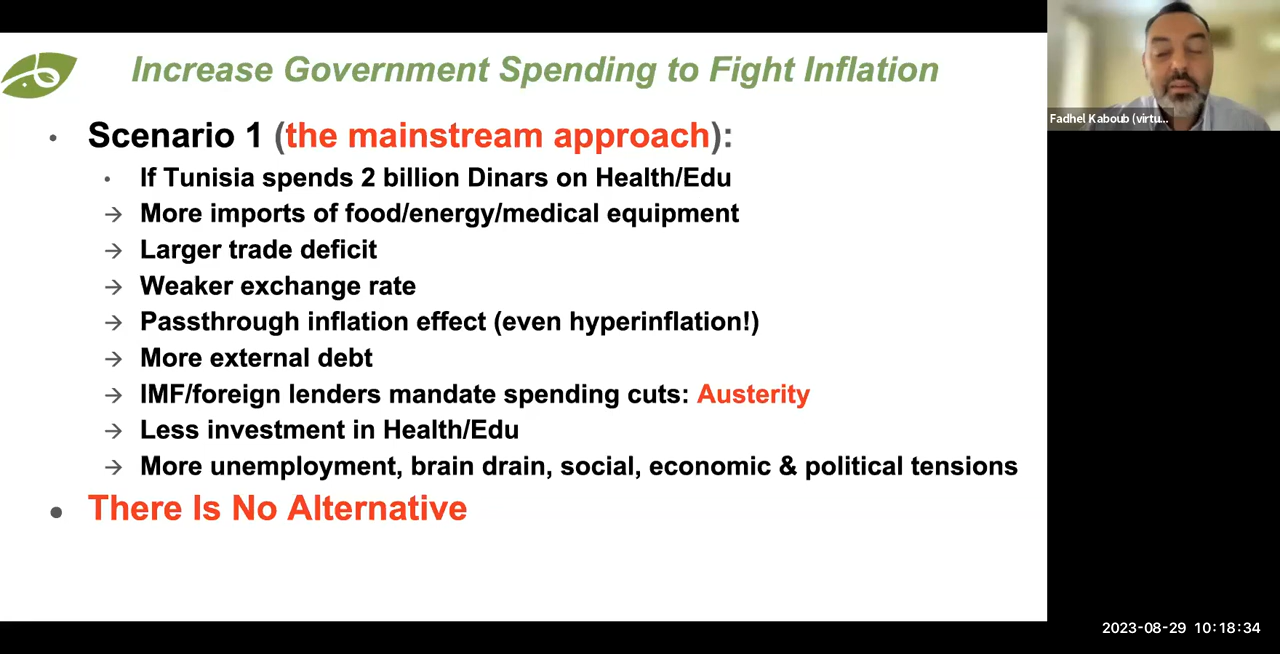 Increase Government Spending to Fight Inflation
Fadhel Kaboub (virtu...
• Scenario 1 (the mainstream approach):
• If Tunisia spends 2 billion Dinars on Health/Edu
→ More imports of food/energy/medical equipment
→ Larger trade deficit
→ Weaker exchange rate
→ Passthrough inflation effect (even hyperinflation!)
→ More external debt
→ IMF/foreign lenders mandate spending cuts: Austerity
→ Less investment in Health/Edu
→ More unemployment, brain drain, social, economic & political tensions
• There Is No Alternative
2023-08-29 10:18:34